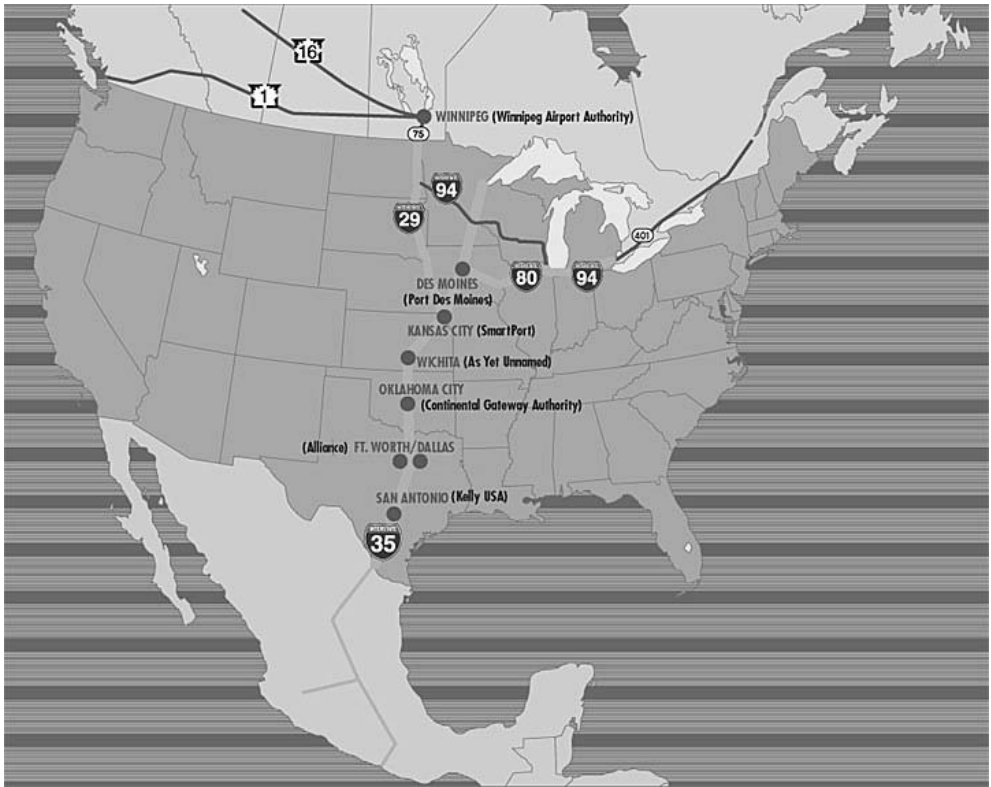 16
1
WINNIPEG (Winnipeg Airport Authority)
75
94
29
401
80
94
DES MOINES
(Port Des Moines)
KANSAS CITY (SmartPort)
WICHITA (As Yet Unnamed)
OKLAHOMA CITY
(Continental Gateway Authority)
(Alliance) FT. WORTH/DALLAS
SAN ANTONIO (Kelly USA)
INTERSTATE
35